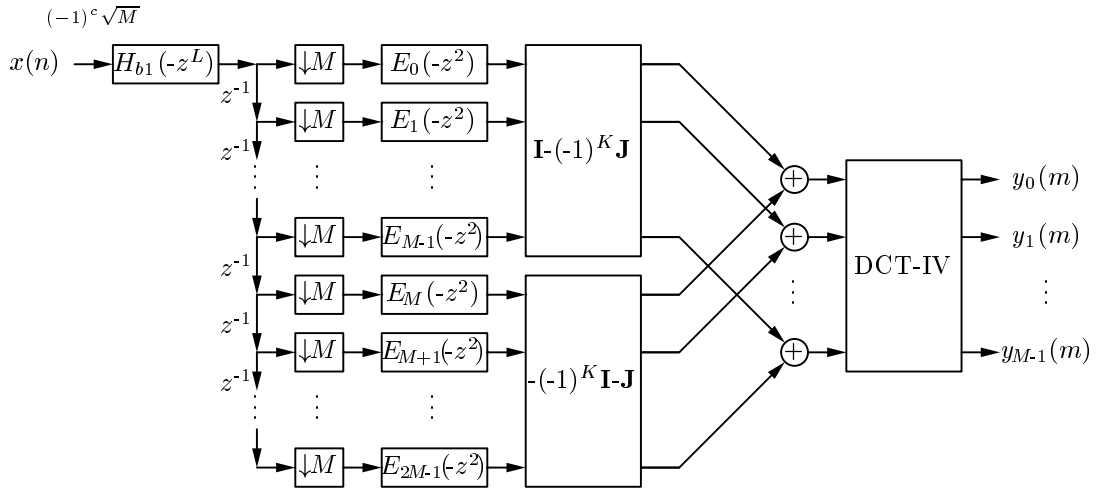 (-1)^c √M
x(n) H_{b1}(-z^L) ↓M E_0(-z^2)
z^{-1}
↓M E_1(-z^2)
I-(-1)^K J
z^{-1}
⋮ ⋮ ⋮
+ y_0(m)
↓M E_{M-1}(-z^2) + y_1(m)
z^{-1}
DCT-IV
↓M E_M(-z^2) ⋮ ⋮
z^{-1}
↓M E_{M+1}(-z^2) + y_{M-1}(m)
z^{-1}
-(-1)^K I-J
⋮ ⋮ ⋮
↓M E_{2M-1}(-z^2)